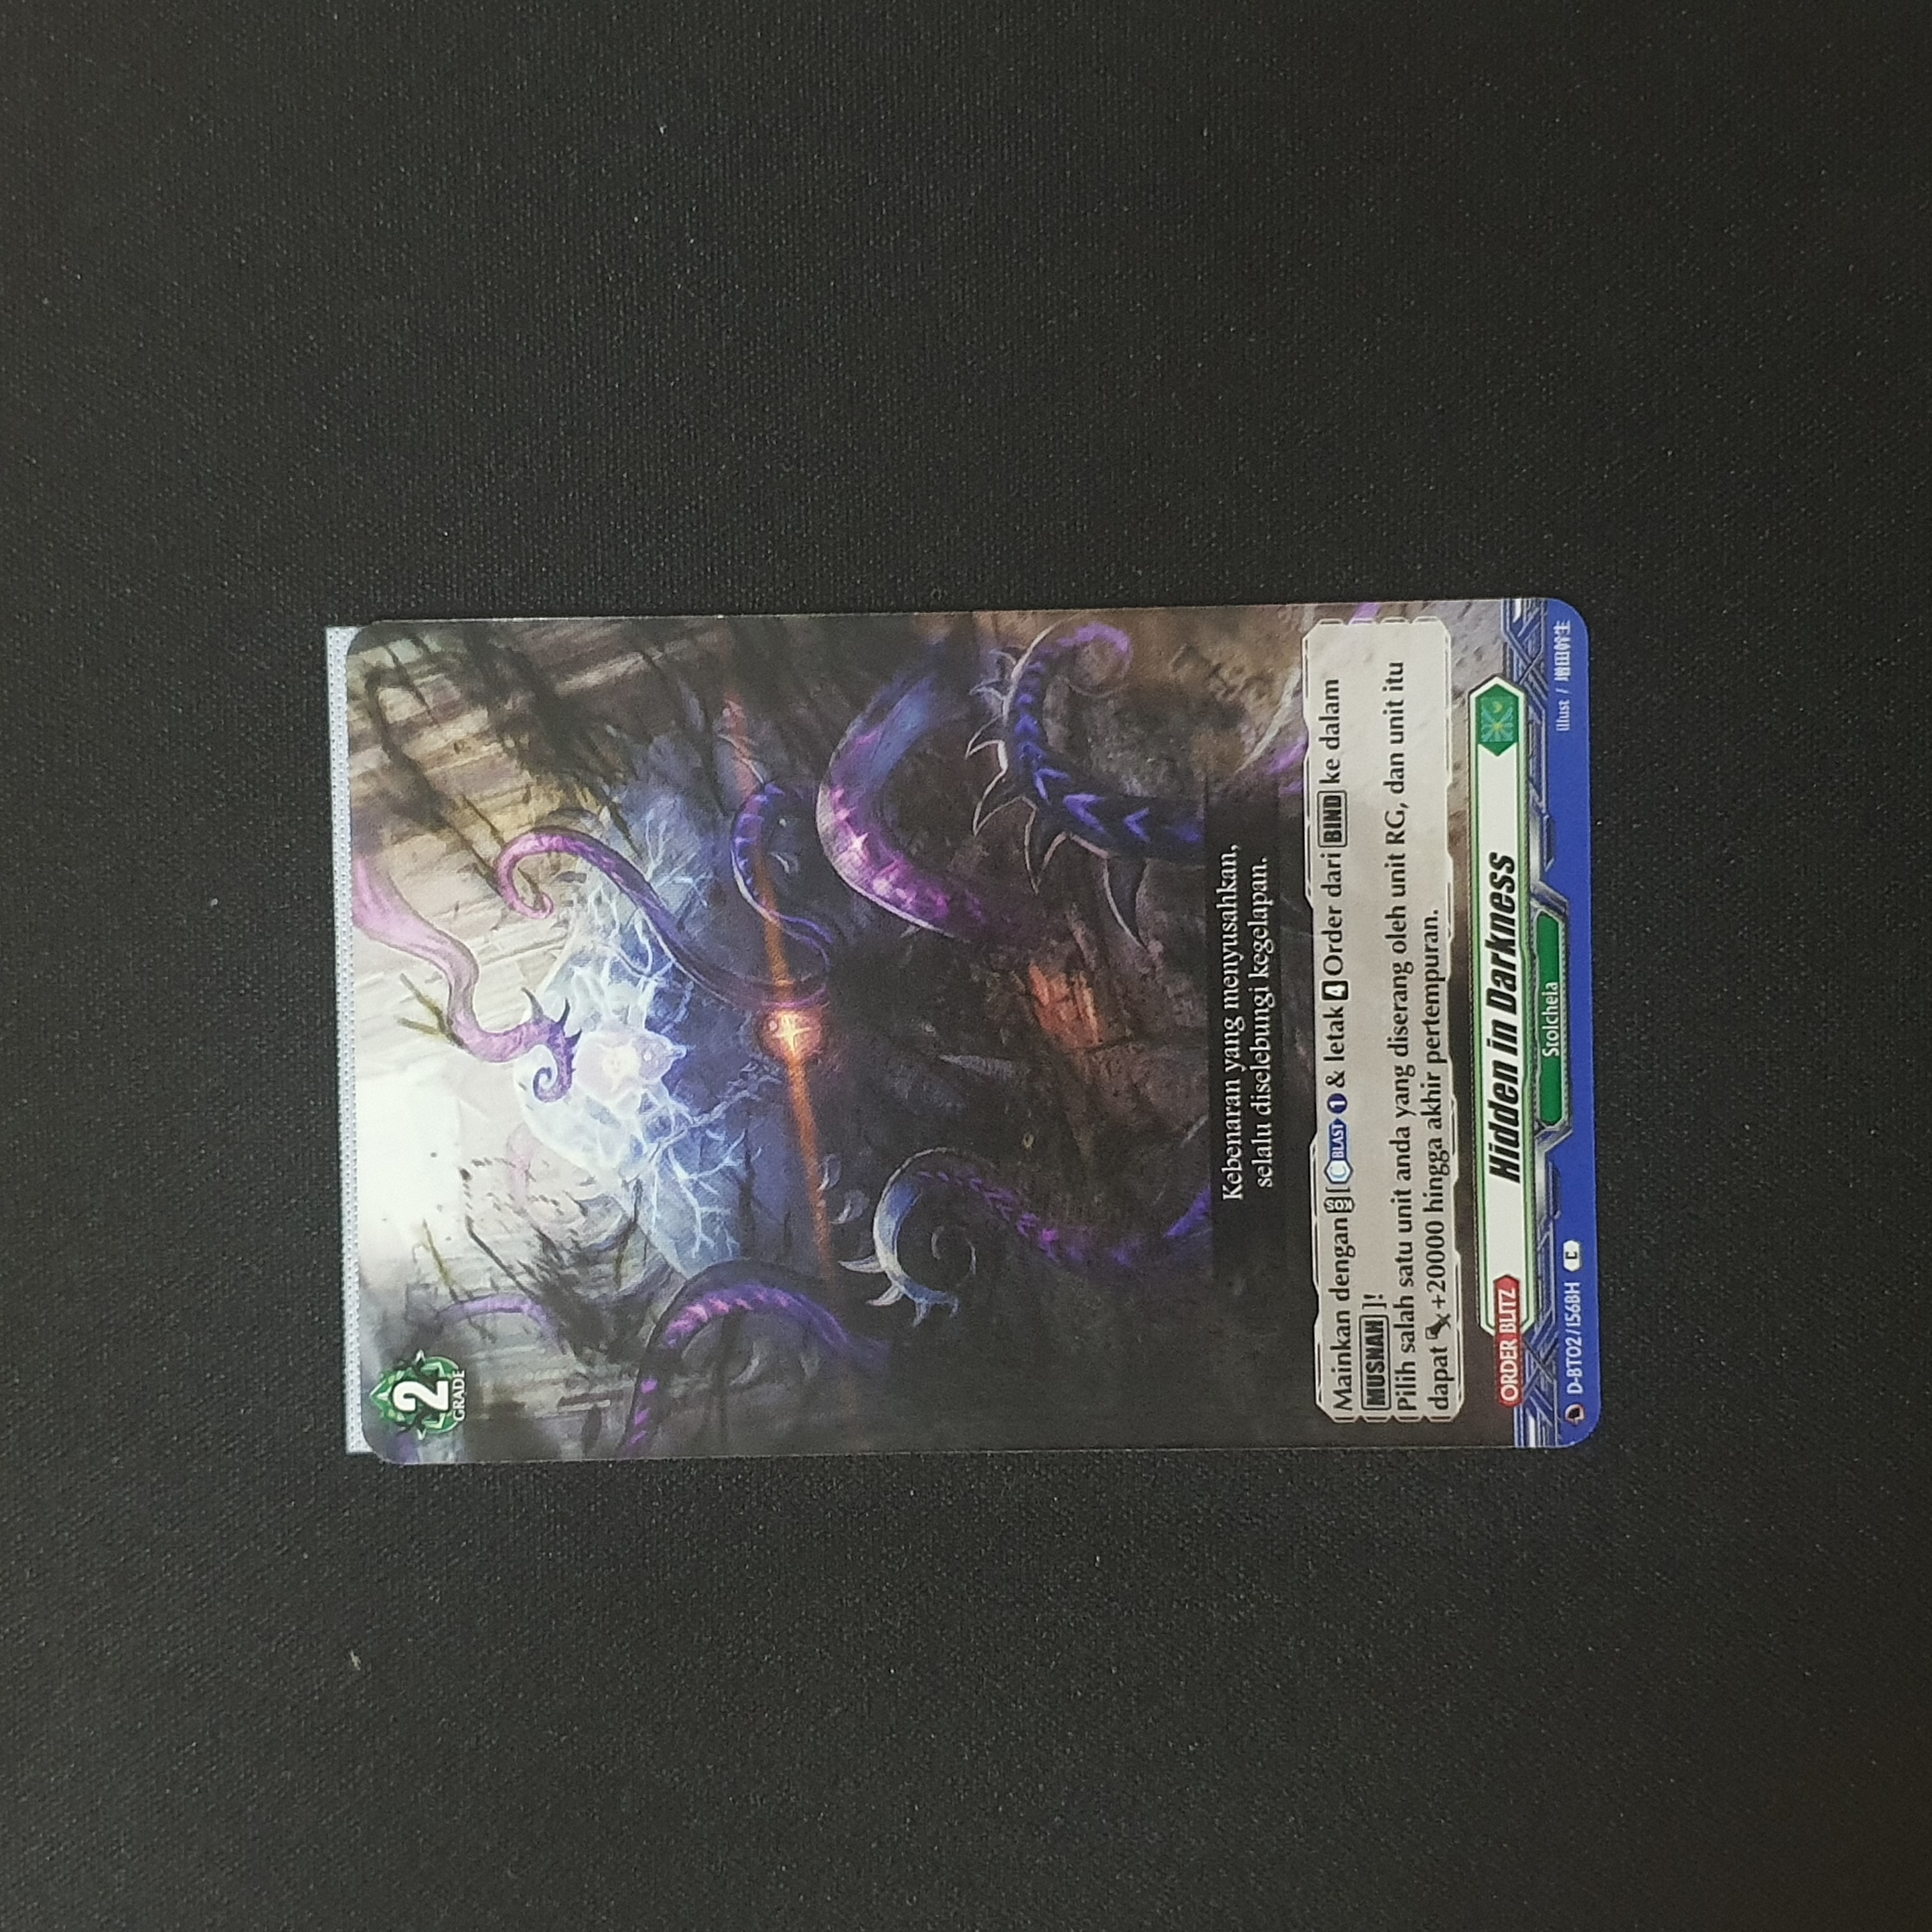 2
GRADE
Kebenaran yang menyusahkan,
selalu diselebungi kegelapan.
Mainkan dengan KOS [C BLAST 1 & letak 4 Order dari BIND ke dalam
MUSNAH ]!
Pilih salah satu unit anda yang diserang oleh unit RG, dan unit itu
dapat +20000 hingga akhir pertempuran.
ORDER BLITZ Hidden in Darkness
Stoicheia
D-BT02/156BH C illust / 増田幹生